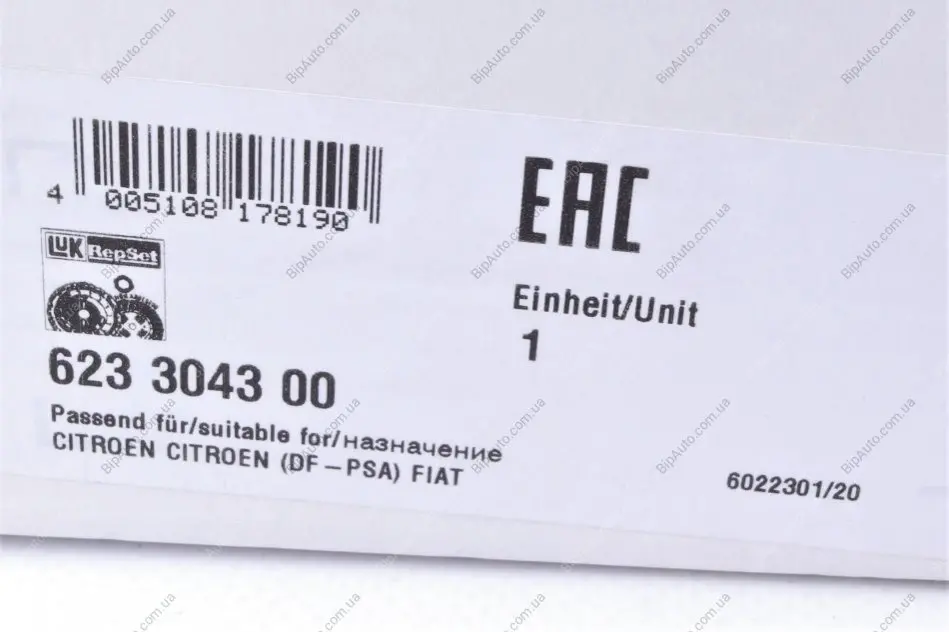 4 005108 178190
EAC
LuK RepSet
Einheit/Unit
1
623 3043 00
Passend für/suitable for/назначение
CITROEN CITROEN (DF-PSA) FIAT
6022301/20
BipAuto.com.ua